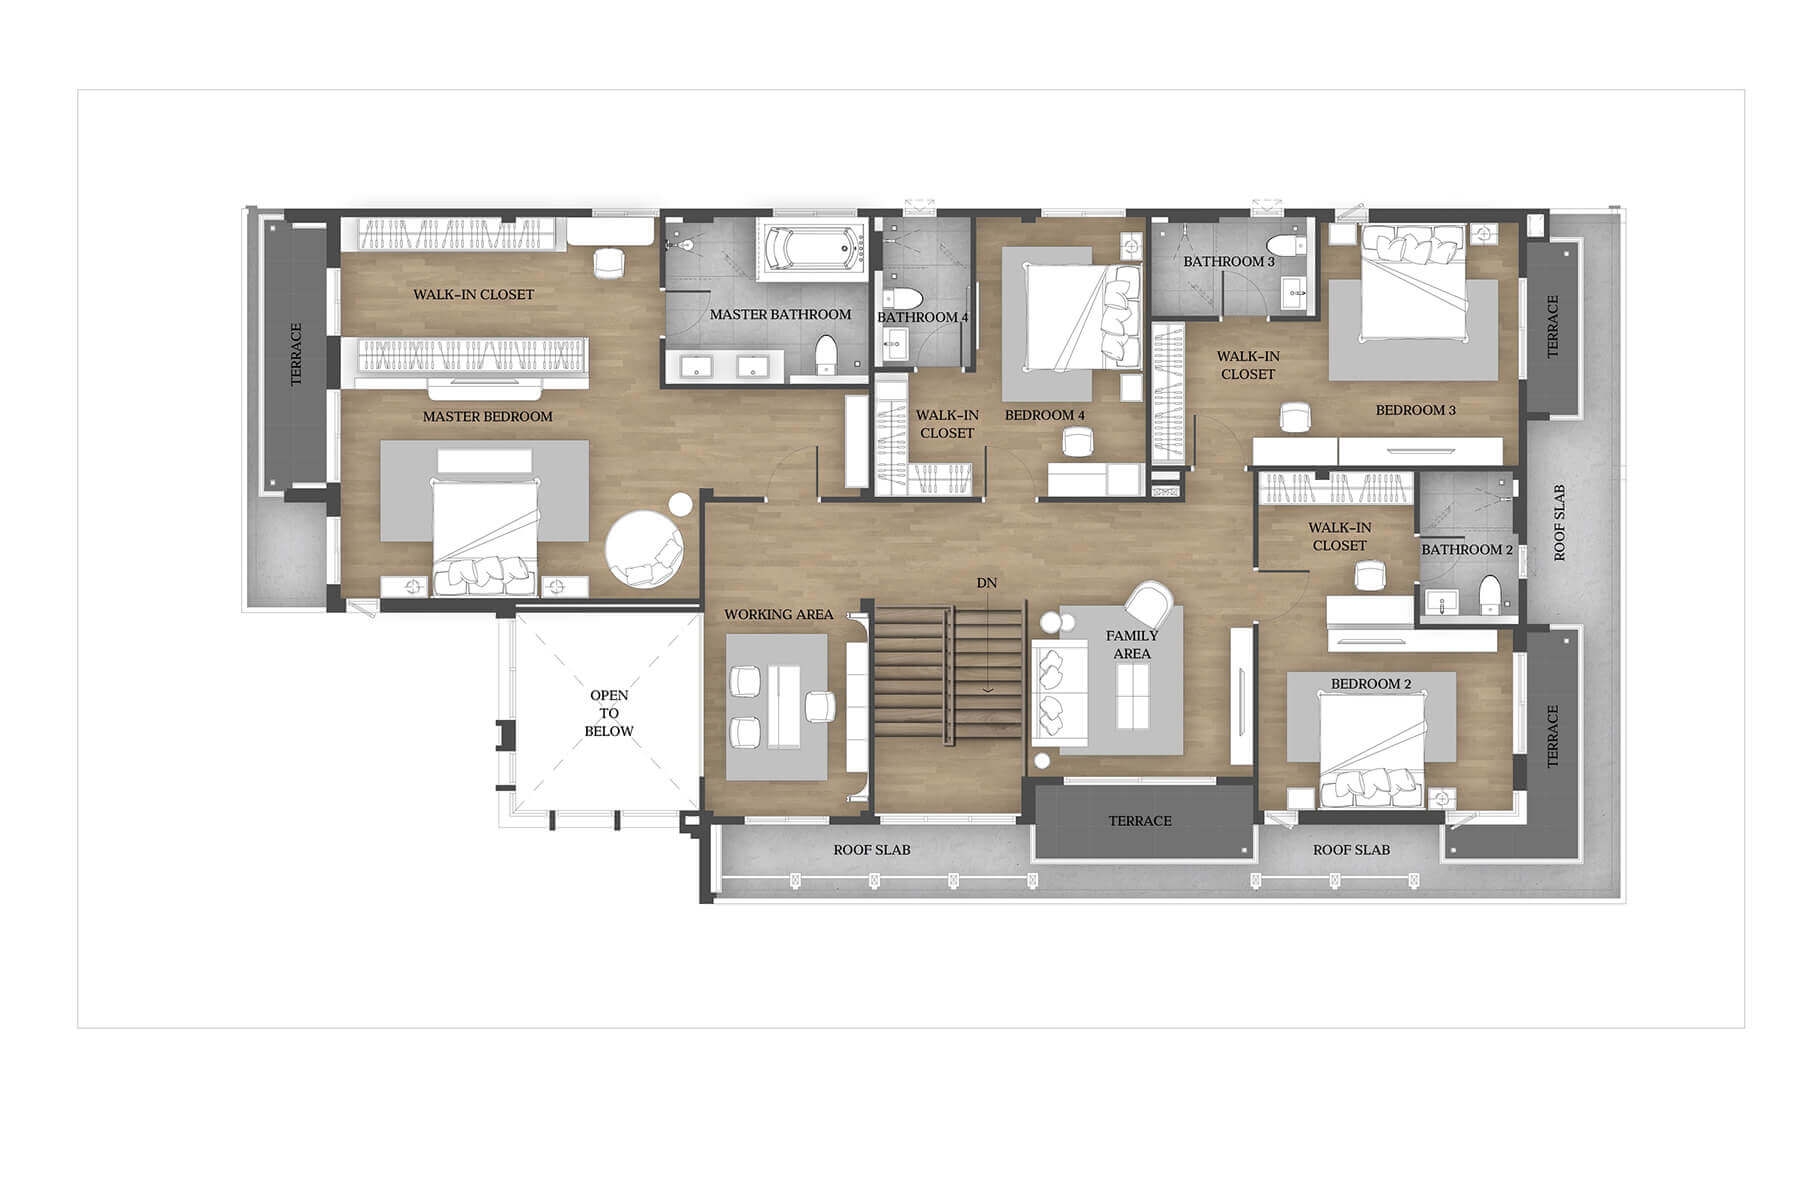 WALK-IN CLOSET
TERRACE
MASTER BEDROOM
MASTER BATHROOM
BATHROOM 4
WALK-IN
CLOSET
BEDROOM 4
BATHROOM 3
WALK-IN
CLOSET
BEDROOM 3
TERRACE
ROOF SLAB
WALK-IN
CLOSET
BATHROOM 2
DN
WORKING AREA
FAMILY
AREA
OPEN
TO
BELOW
BEDROOM 2
TERRACE
TERRACE
ROOF SLAB
ROOF SLAB